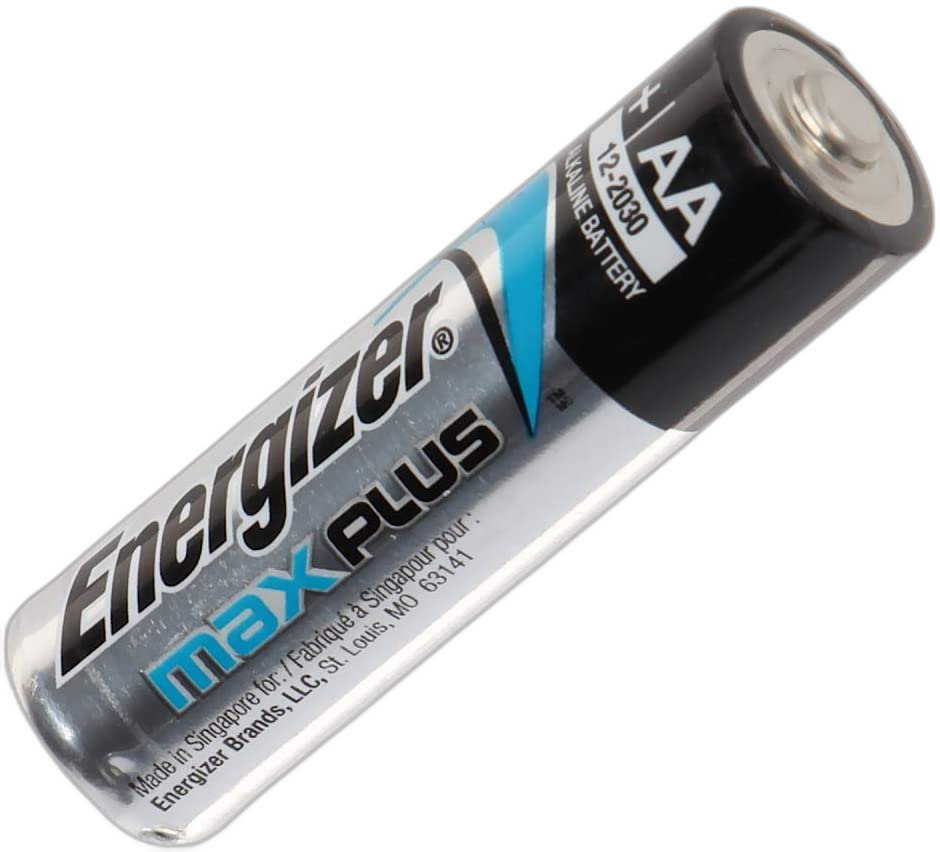 + AA
12-2030
ALKALINE BATTERY
Energizer®
max PLUS
Made in Singapore for: / Fabriqué à Singapour pour :
Energizer Brands, LLC, St. Louis, MO 63141